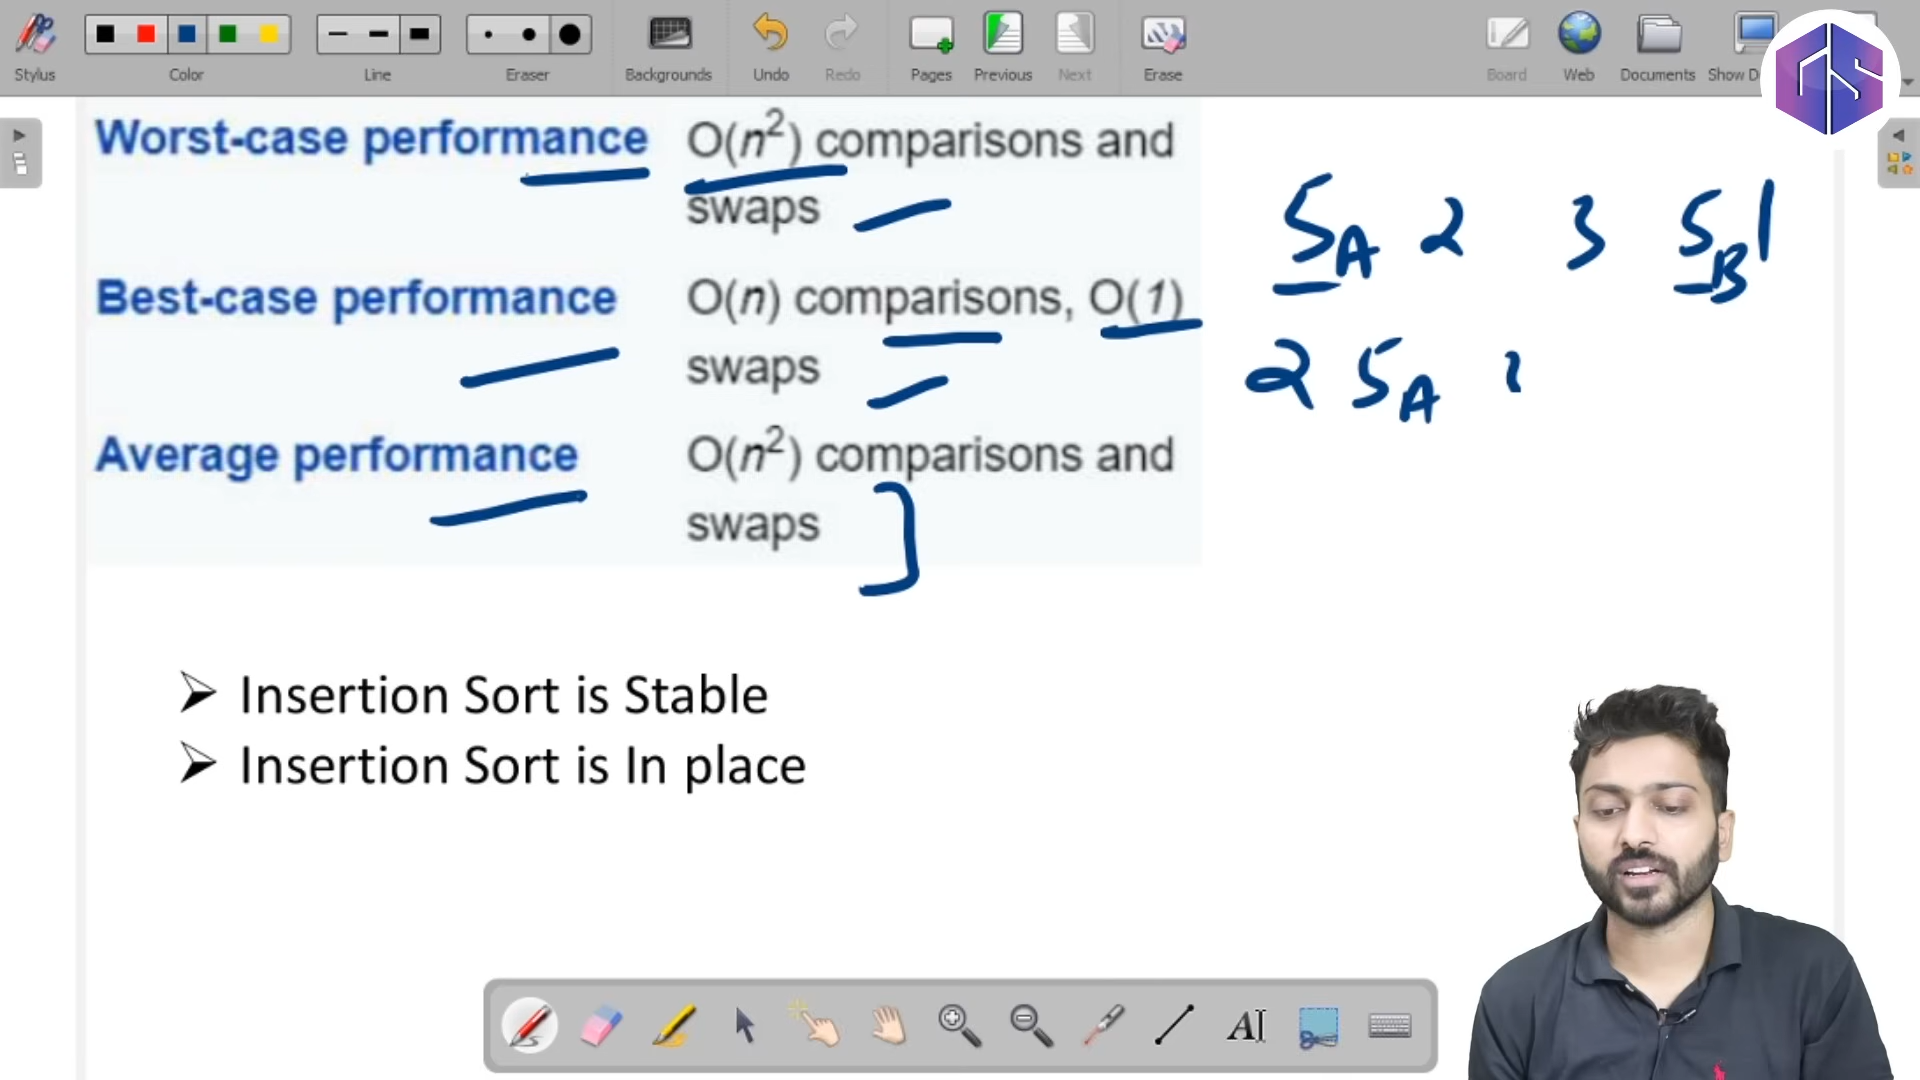 Stylus Color Line Eraser Backgrounds Undo Redo Pages Previous Next Erase Board Web Documents Show
Worst-case performance O(n²) comparisons and
swaps
Best-case performance O(n) comparisons, O(1)
swaps
Average performance O(n²) comparisons and
swaps
5A 2 3 5B 1
2 5A
➢ Insertion Sort is Stable
➢ Insertion Sort is In place